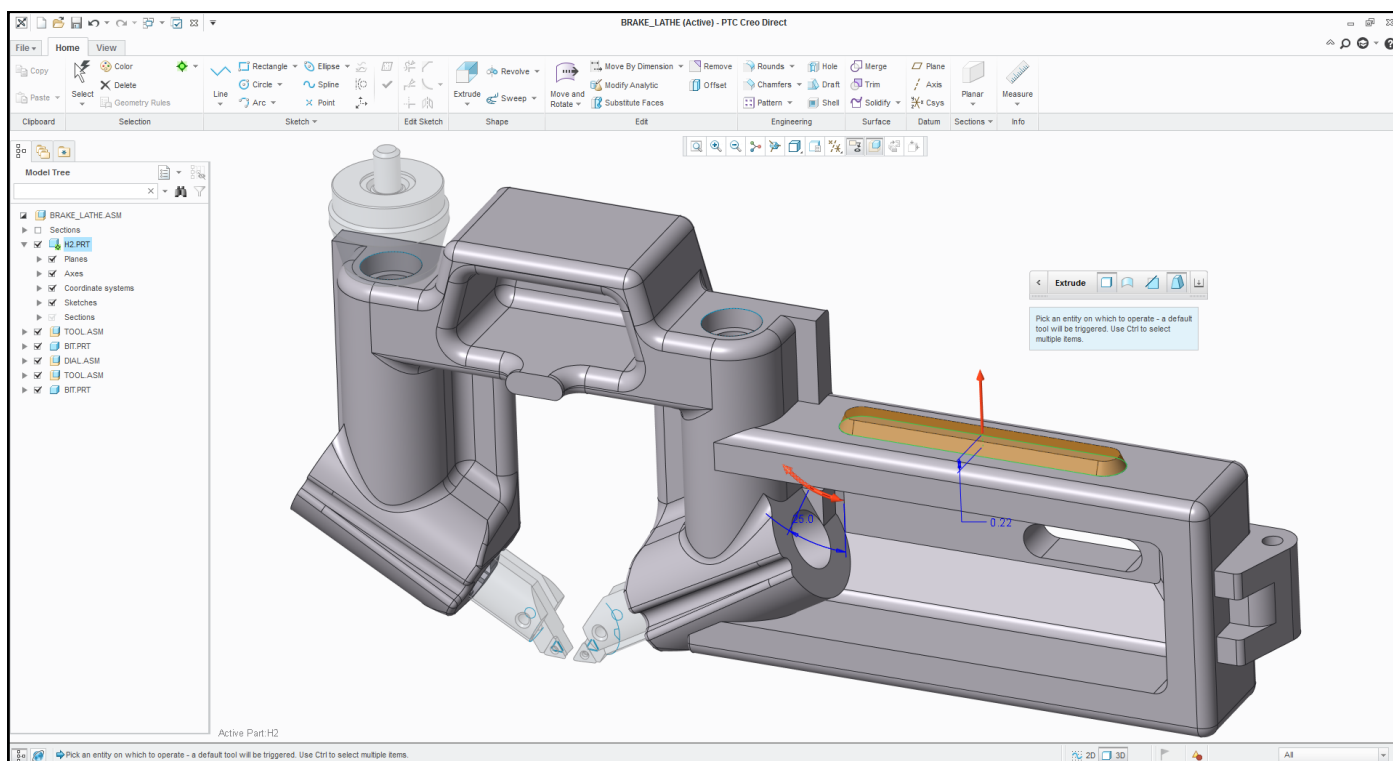 BRAKE_LATHE (Active) - PTC Creo Direct
File Home View
Copy
Paste
Select
Color
Delete
Geometry Rules
Line
Rectangle
Circle
Arc
Ellipse
Spline
Point
Extrude
Revolve
Sweep
Move and
Rotate
Move By Dimension
Modify Analytic
Substitute Faces
Remove
Offset
Rounds
Chamfers
Pattern
Hole
Draft
Shell
Merge
Trim
Solidify
Plane
Axis
Csys
Planar
Measure
Clipboard Selection Sketch Edit Sketch Shape Edit Engineering Surface Datum Sections Info
Model Tree
BRAKE_LATHE.ASM
Sections
H2.PRT
Planes
Axes
Coordinate systems
Sketches
Sections
TOOL.ASM
BIT.PRT
DIAL.ASM
TOOL.ASM
BIT.PRT
Extrude
Pick an entity on which to operate - a default
tool will be triggered. Use Ctrl to select
multiple items.
25.0
0.22
Active Part:H2
Pick an entity on which to operate - a default tool will be triggered. Use Ctrl to select multiple items.
2D 3D
All